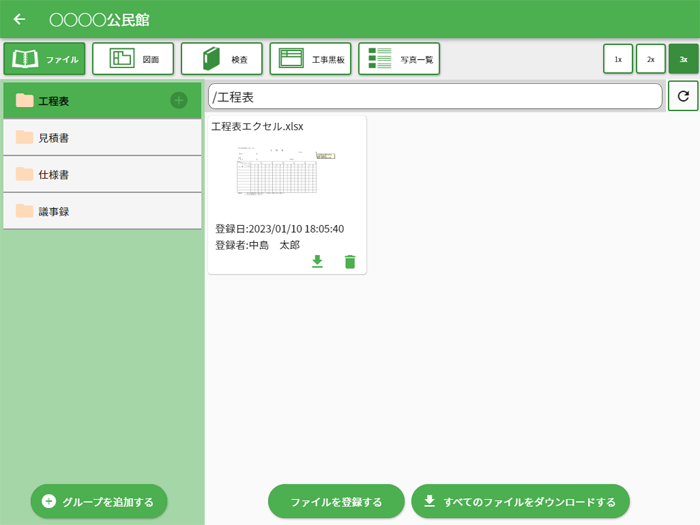 〇〇〇〇公民館
ファイル
図面
検査
工事黒板
写真一覧
1x
2x
3x
工程表
見積書
仕様書
議事録
/工程表
工程表エクセル.xlsx
登録日:2023/01/10 18:05:40
登録者:中島　太郎
グループを追加する
ファイルを登録する
すべてのファイルをダウンロードする